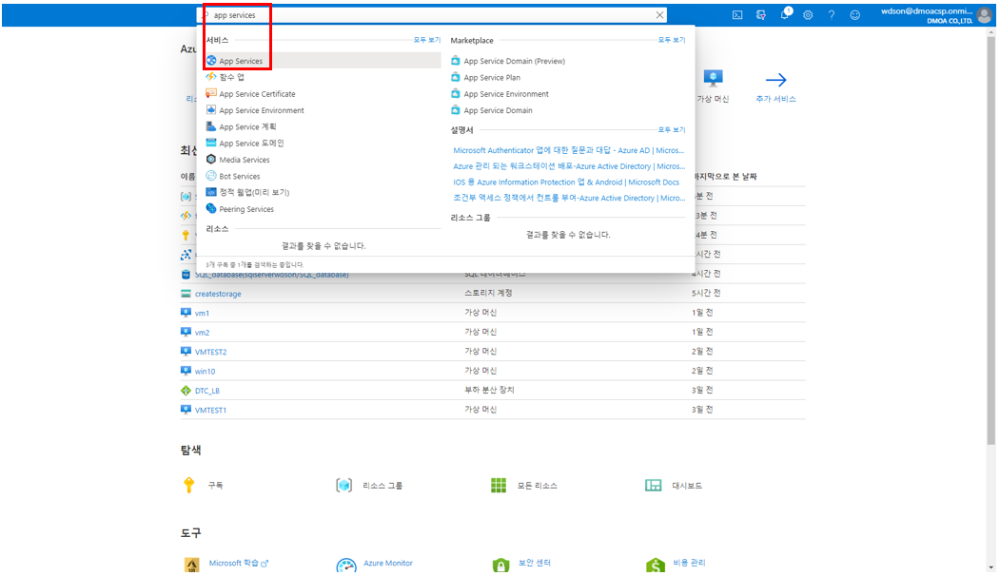 app services
1
wdson@dmoacsp.onmi...
DMOA CO.,LTD.
서비스
모두 보기
App Services
함수 앱
App Service Certificate
App Service Environment
App Service 계획
App Service 도메인
Media Services
Bot Services
정적 웹앱(미리 보기)
Peering Services
리소스
결과를 찾을 수 없습니다.
3개 구독 중 1개를 검색하는 중입니다.
Marketplace
모두 보기
App Service Domain (Preview)
App Service Plan
App Service Environment
App Service Domain
설명서
모두 보기
Microsoft Authenticator 앱에 대한 질문과 대답 - Azure AD | Micros...
Azure 관리 되는 워크스테이션 배포-Azure Active Directory | Micros...
IOS 용 Azure Information Protection 앱 & Android | Microsoft Docs
조건부 액세스 정책에서 컨트롤 부여-Azure Active Directory | Micro...
리소스 그룹
결과를 찾을 수 없습니다.
Azu
가상 머신
추가 서비스
최신
이름
마지막으로 본 날짜
분 전
3분 전
4분 전
시간 전
SQL_database(sqlserverwdson/SQL_database)
SQL 데이터베이스
4시간 전
createstorage
스토리지 계정
5시간 전
vm1
가상 머신
1일 전
vm2
가상 머신
1일 전
VMTEST2
가상 머신
2일 전
win10
가상 머신
2일 전
DTC_LB
부하 분산 장치
3일 전
VMTEST1
가상 머신
3일 전
탐색
구독
리소스 그룹
모든 리소스
대시보드
도구
Microsoft 학습
Azure Monitor
보안 센터
비용 관리